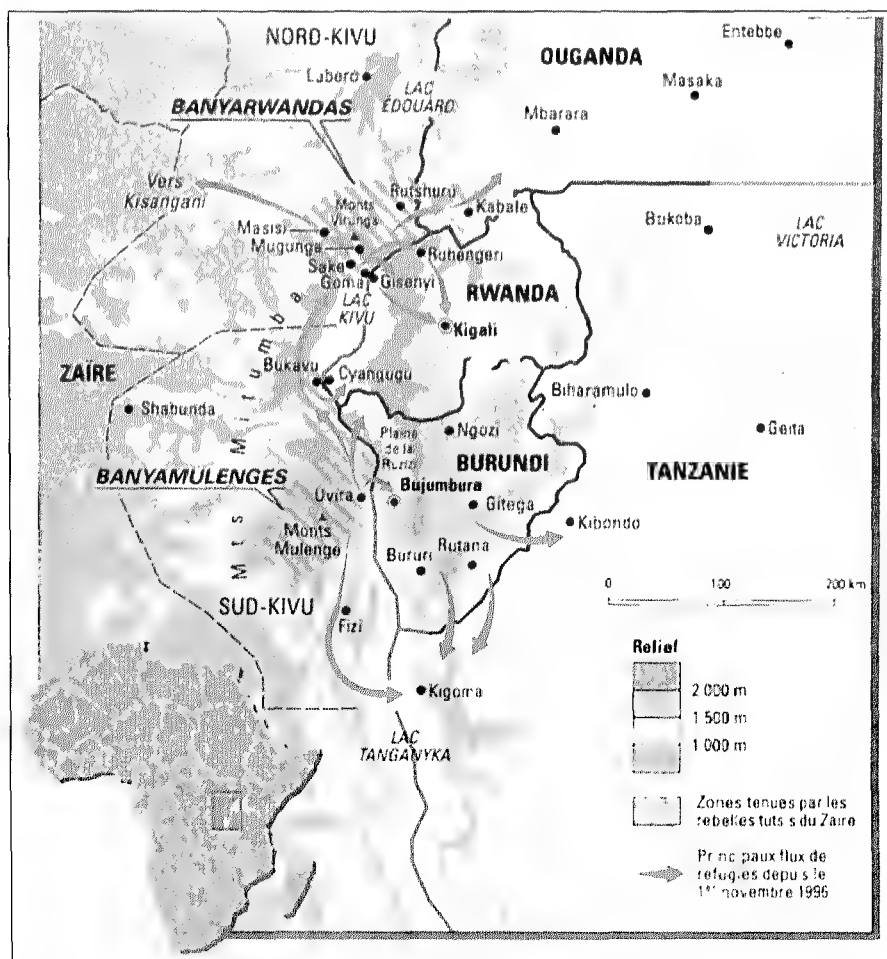 NORD-KIVU
Lubero
LAC
ÉDOUARD
OUGANDA
Entebbe
Masaka
Mbarara
BANYARWANDAS
Vers
Kisangani
Rutshuru
Monts
Virunga
Kabale
Masisi
Mugunga
Sake
Goma
Gisenyi
Ruhengeri
LAC
KIVU
RWANDA
Kigali
Bukoba
LAC
VICTORIA
ZAÏRE
Shabunda
Mts Mitumba
Bukavu
Cyangugu
Biharamulo
Geita
Plaine
de la
Ruzizi
Ngozi
BURUNDI
TANZANIE
BANYAMULENGES
Uvira
Bujumbura
Gitega
Kibondo
Monts
Mulenge
Bururi
Rutana
SUD-KIVU
Fizi
Kigoma
LAC
TANGANYKA
0 100 200 km
Relief
2 000 m
1 500 m
1 000 m
Zones tenues par les
rebelles tutsis du Zaïre
Principaux flux de
réfugiés depuis le
1er novembre 1996